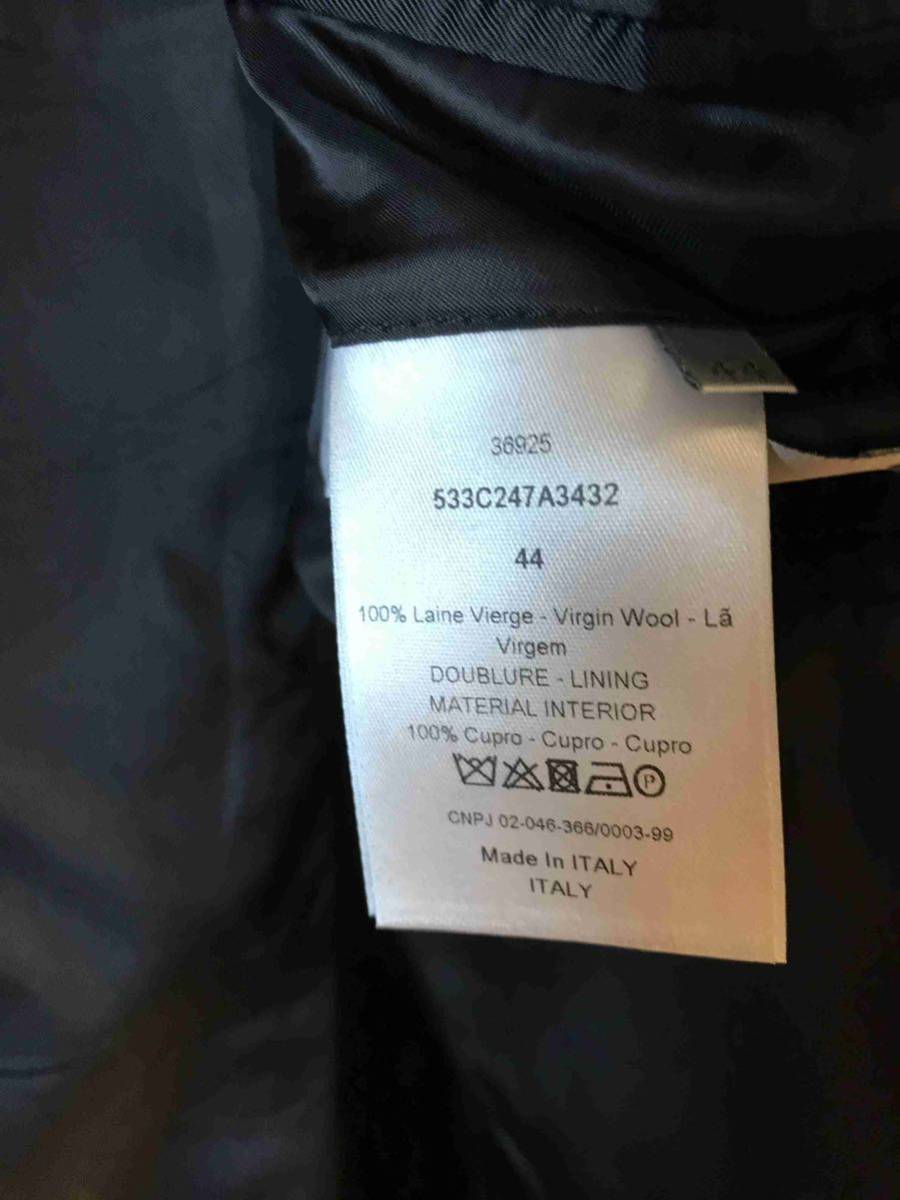 44
36925
533C247A3432
44
100% Laine Vierge - Virgin Wool - Lã
Virgem
DOUBLURE - LINING
MATERIAL INTERIOR
100% Cupro - Cupro - Cupro
P
CNPJ 02-046-366/0003-99
Made In ITALY
ITALY